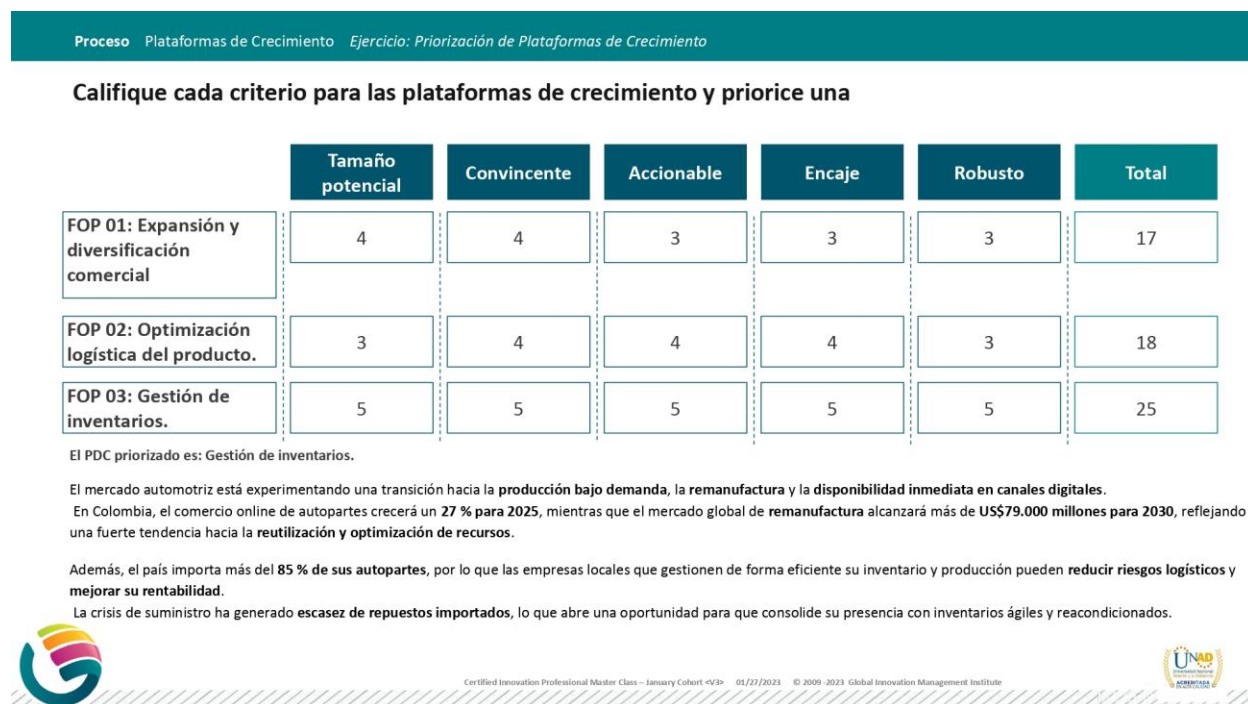 Proceso Plataformas de Crecimiento Ejercicio: Priorización de Plataformas de Crecimiento
Califique cada criterio para las plataformas de crecimiento y priorice una
Tamaño potencial Convincente Accionable Encaje Robusto Total
FOP 01: Expansión y
diversificación
comercial
4 4 3 3 3 17
FOP 02: Optimización
logística del producto.
3 4 4 4 3 18
FOP 03: Gestión de
inventarios.
5 5 5 5 5 25
El PDC priorizado es: Gestión de inventarios.
El mercado automotriz está experimentando una transición hacia la producción bajo demanda, la remanufactura y la disponibilidad inmediata en canales digitales.
En Colombia, el comercio online de autopartes crecerá un 27 % para 2025, mientras que el mercado global de remanufactura alcanzará más de US$79.000 millones para 2030, reflejando
una fuerte tendencia hacia la reutilización y optimización de recursos.
Además, el país importa más del 85 % de sus autopartes, por lo que las empresas locales que gestionen de forma eficiente su inventario y producción pueden reducir riesgos logísticos y
mejorar su rentabilidad.
La crisis de suministro ha generado escasez de repuestos importados, lo que abre una oportunidad para que consolide su presencia con inventarios ágiles y reacondicionados.
Certified Innovation Professional Master Class – January Cohort <V3> 01/27/2023 © 2009 -2023 Global Innovation Management Institute
UNAD
ACREDITADA
EN ALTA CALIDAD